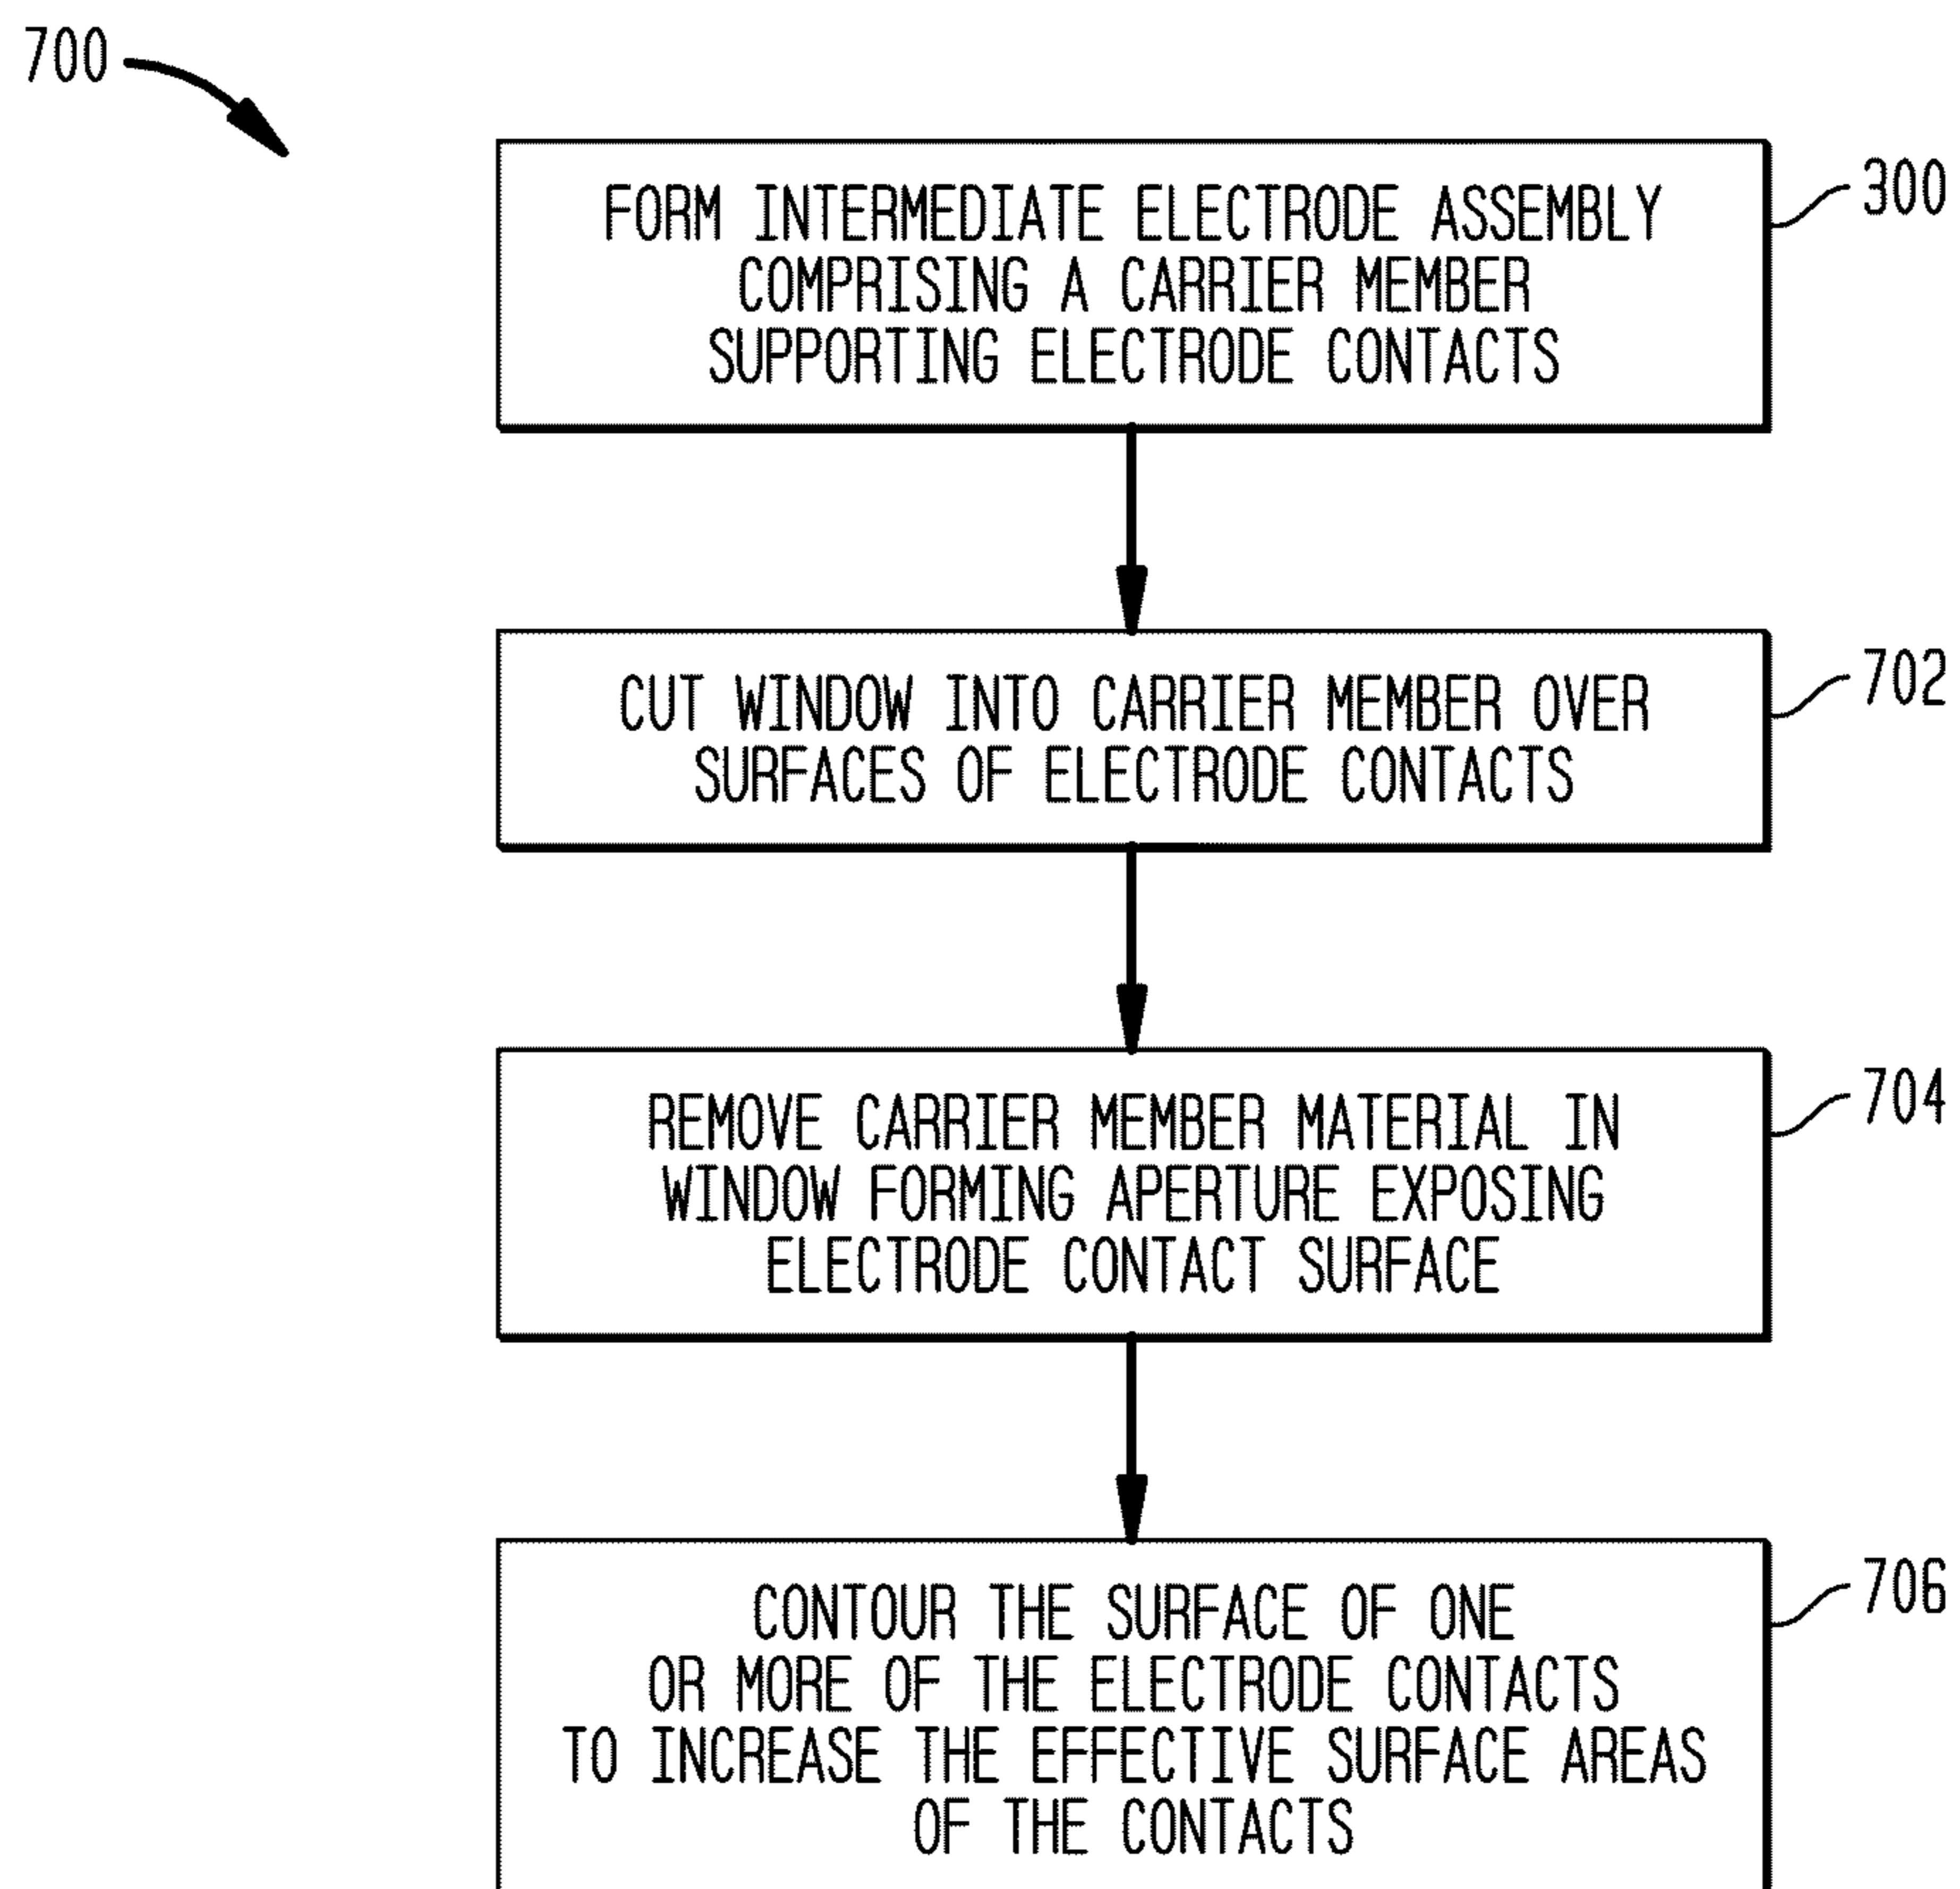 700
FORM INTERMEDIATE ELECTRODE ASSEMBLY
COMPRISING A CARRIER MEMBER
SUPPORTING ELECTRODE CONTACTS
300
CUT WINDOW INTO CARRIER MEMBER OVER
SURFACES OF ELECTRODE CONTACTS
702
REMOVE CARRIER MEMBER MATERIAL IN
WINDOW FORMING APERTURE EXPOSING
ELECTRODE CONTACT SURFACE
704
CONTOUR THE SURFACE OF ONE
OR MORE OF THE ELECTRODE CONTACTS
TO INCREASE THE EFFECTIVE SURFACE AREAS
OF THE CONTACTS
706